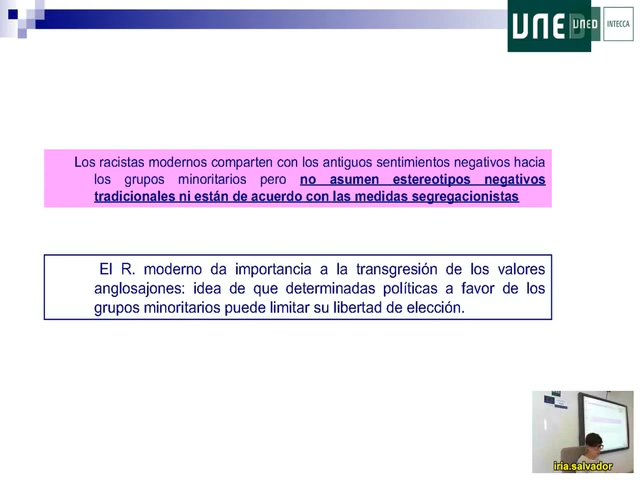 UNED
UNED
INTECCA
Los racistas modernos comparten con los antiguos sentimientos negativos hacia
los grupos minoritarios pero no asumen estereotipos negativos
tradicionales ni están de acuerdo con las medidas segregacionistas
El R. moderno da importancia a la transgresión de los valores
anglosajones: idea de que determinadas políticas a favor de los
grupos minoritarios puede limitar su libertad de elección.
iria.salvador